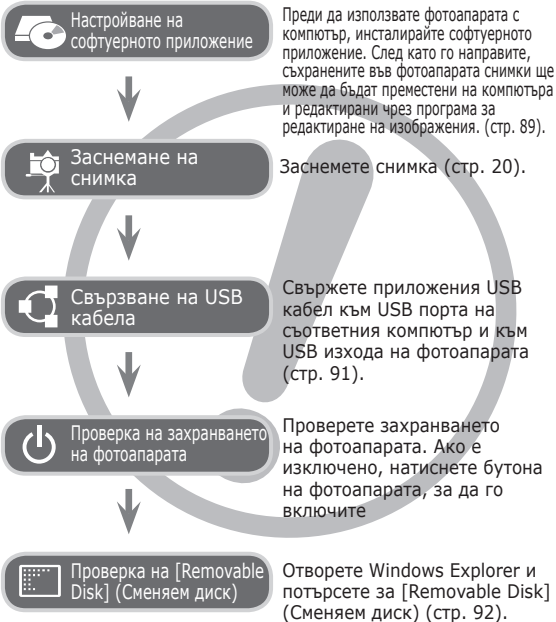 Настройване на
софтуерното приложение
Преди да използвате фотоапарата с
компютър, инсталирайте софтуерното
приложение. След като го направите,
съхранените във фотоапарата снимки ще
може да бъдат преместени на компютъра
и редактирани чрез програма за
редактиране на изображения. (стр. 89).
Заснемане на
снимка
Заснемете снимка (стр. 20).
Свързване на USB
кабела
Свържете приложения USB
кабел към USB порта на
съответния компютър и към
USB изхода на фотоапарата
(стр. 91).
Проверка на захранването
на фотоапарата
Проверете захранването
на фотоапарата. Ако е
изключено, натиснете бутона
на фотоапарата, за да го
включите
Проверка на [Removable
Disk] (Сменяем диск)
Отворете Windows Explorer и
потърсете за [Removable Disk]
(Сменяем диск) (стр. 92).